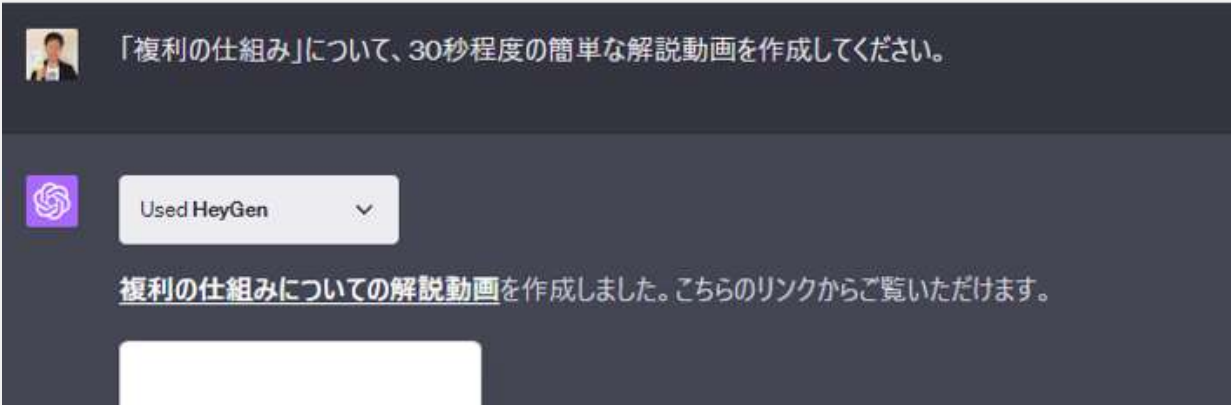 「複利の仕組み」について、30秒程度の簡単な解説動画を作成してください。
Used HeyGen
複利の仕組みについての解説動画を作成しました。こちらのリンクからご覧いただけます。